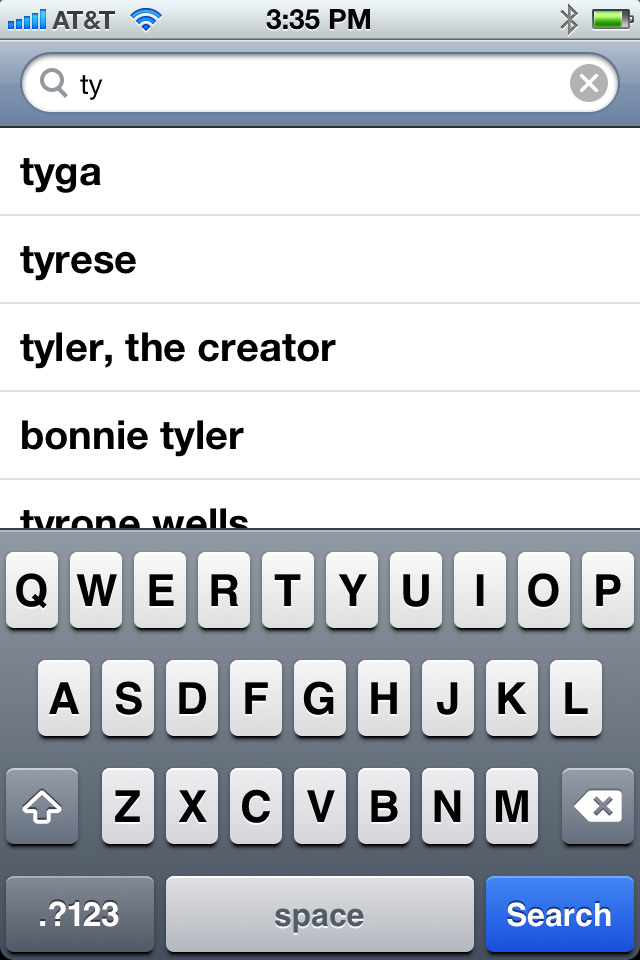 AT&T 3:35 PM
ty
tyga
tyrese
tyler, the creator
bonnie tyler
tyrone wells
Q W E R T Y U I O P
A S D F G H J K L
Z X C V B N M
.?123 space Search